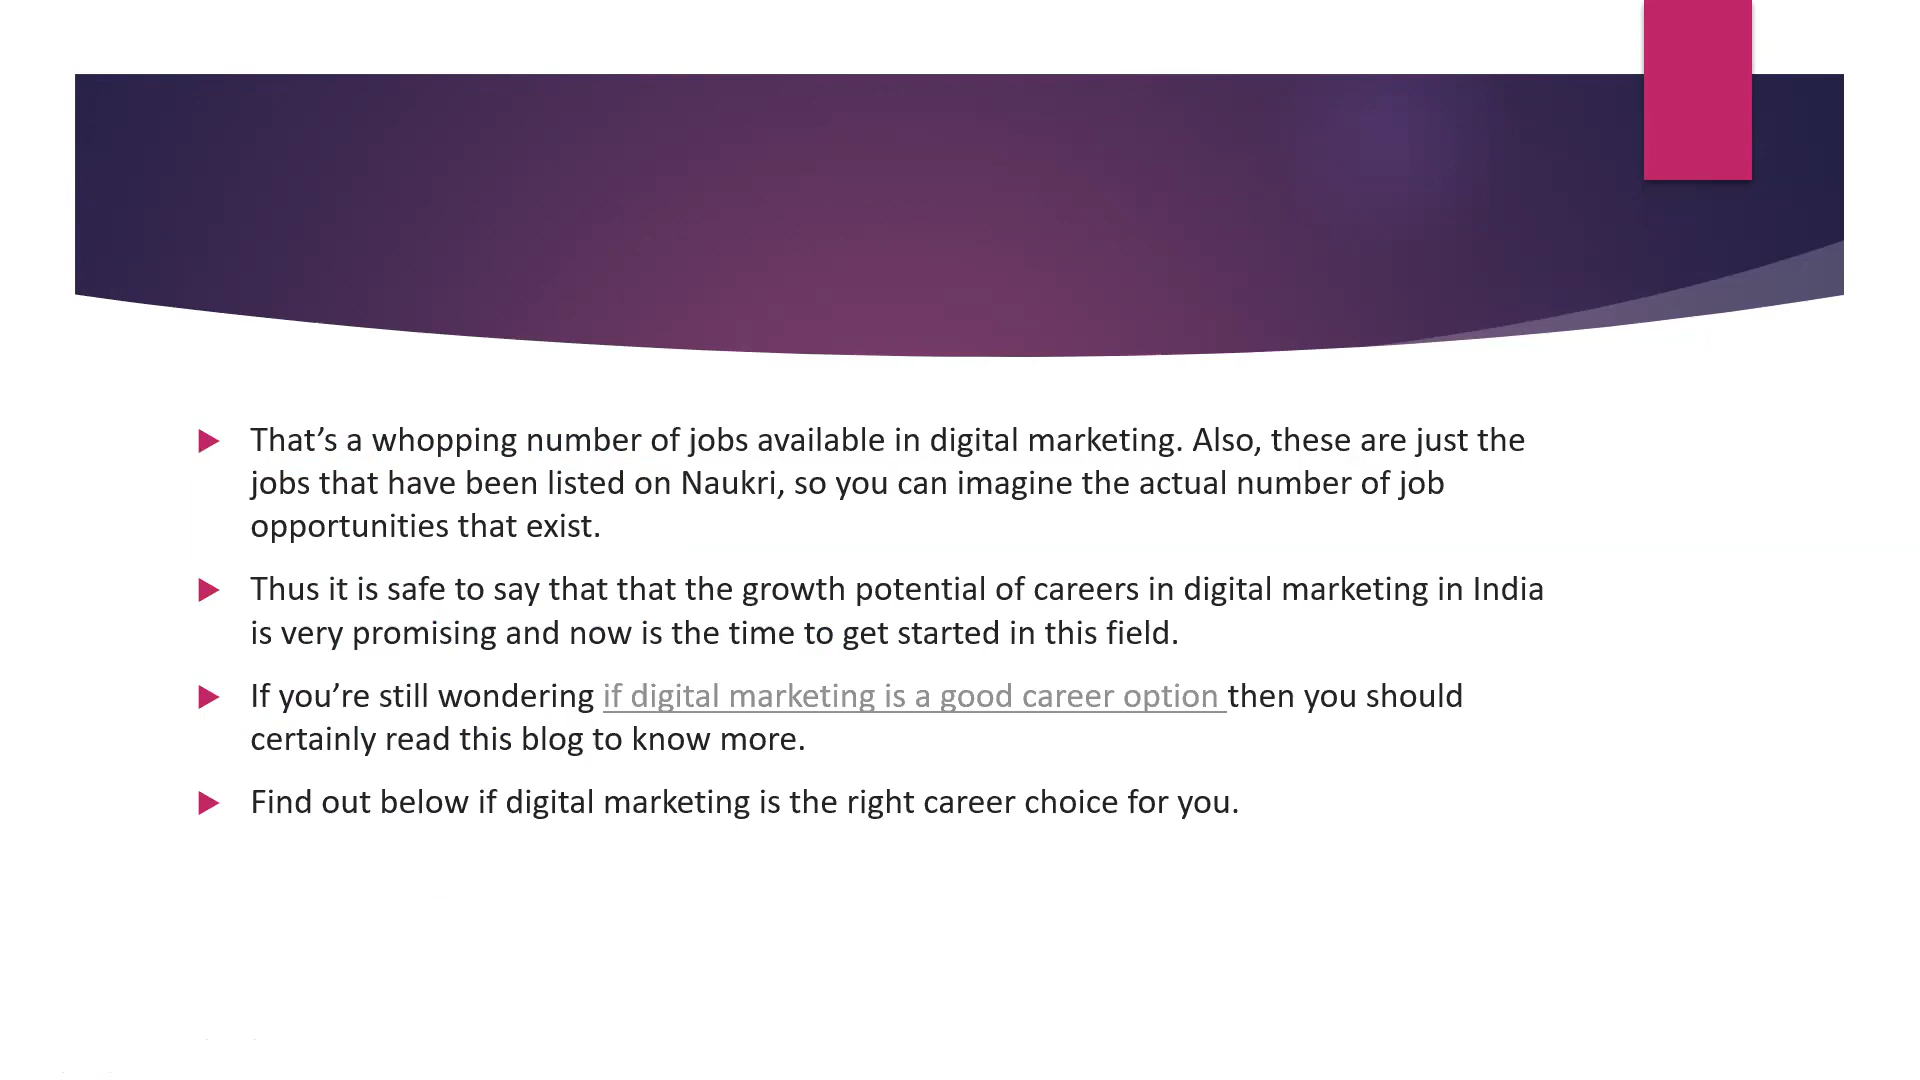 That’s a whopping number of jobs available in digital marketing. Also, these are just the
jobs that have been listed on Naukri, so you can imagine the actual number of job
opportunities that exist.
Thus it is safe to say that that the growth potential of careers in digital marketing in India
is very promising and now is the time to get started in this field.
If you’re still wondering if digital marketing is a good career option then you should
certainly read this blog to know more.
Find out below if digital marketing is the right career choice for you.